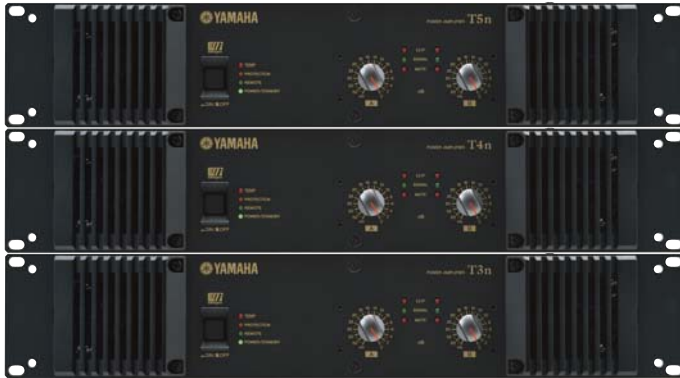 YAMAHA
POWER AMPLIFIER T5n
TEMP
PROTECTION
REMOTE
POWER/STANDBY
ON OFF
CLIP
SIGNAL
MUTE
dB
A B
YAMAHA
POWER AMPLIFIER T4n
TEMP
PROTECTION
REMOTE
POWER/STANDBY
ON OFF
CLIP
SIGNAL
MUTE
dB
A B
YAMAHA
POWER AMPLIFIER T3n
TEMP
PROTECTION
REMOTE
POWER/STANDBY
ON OFF
CLIP
SIGNAL
MUTE
dB
A B